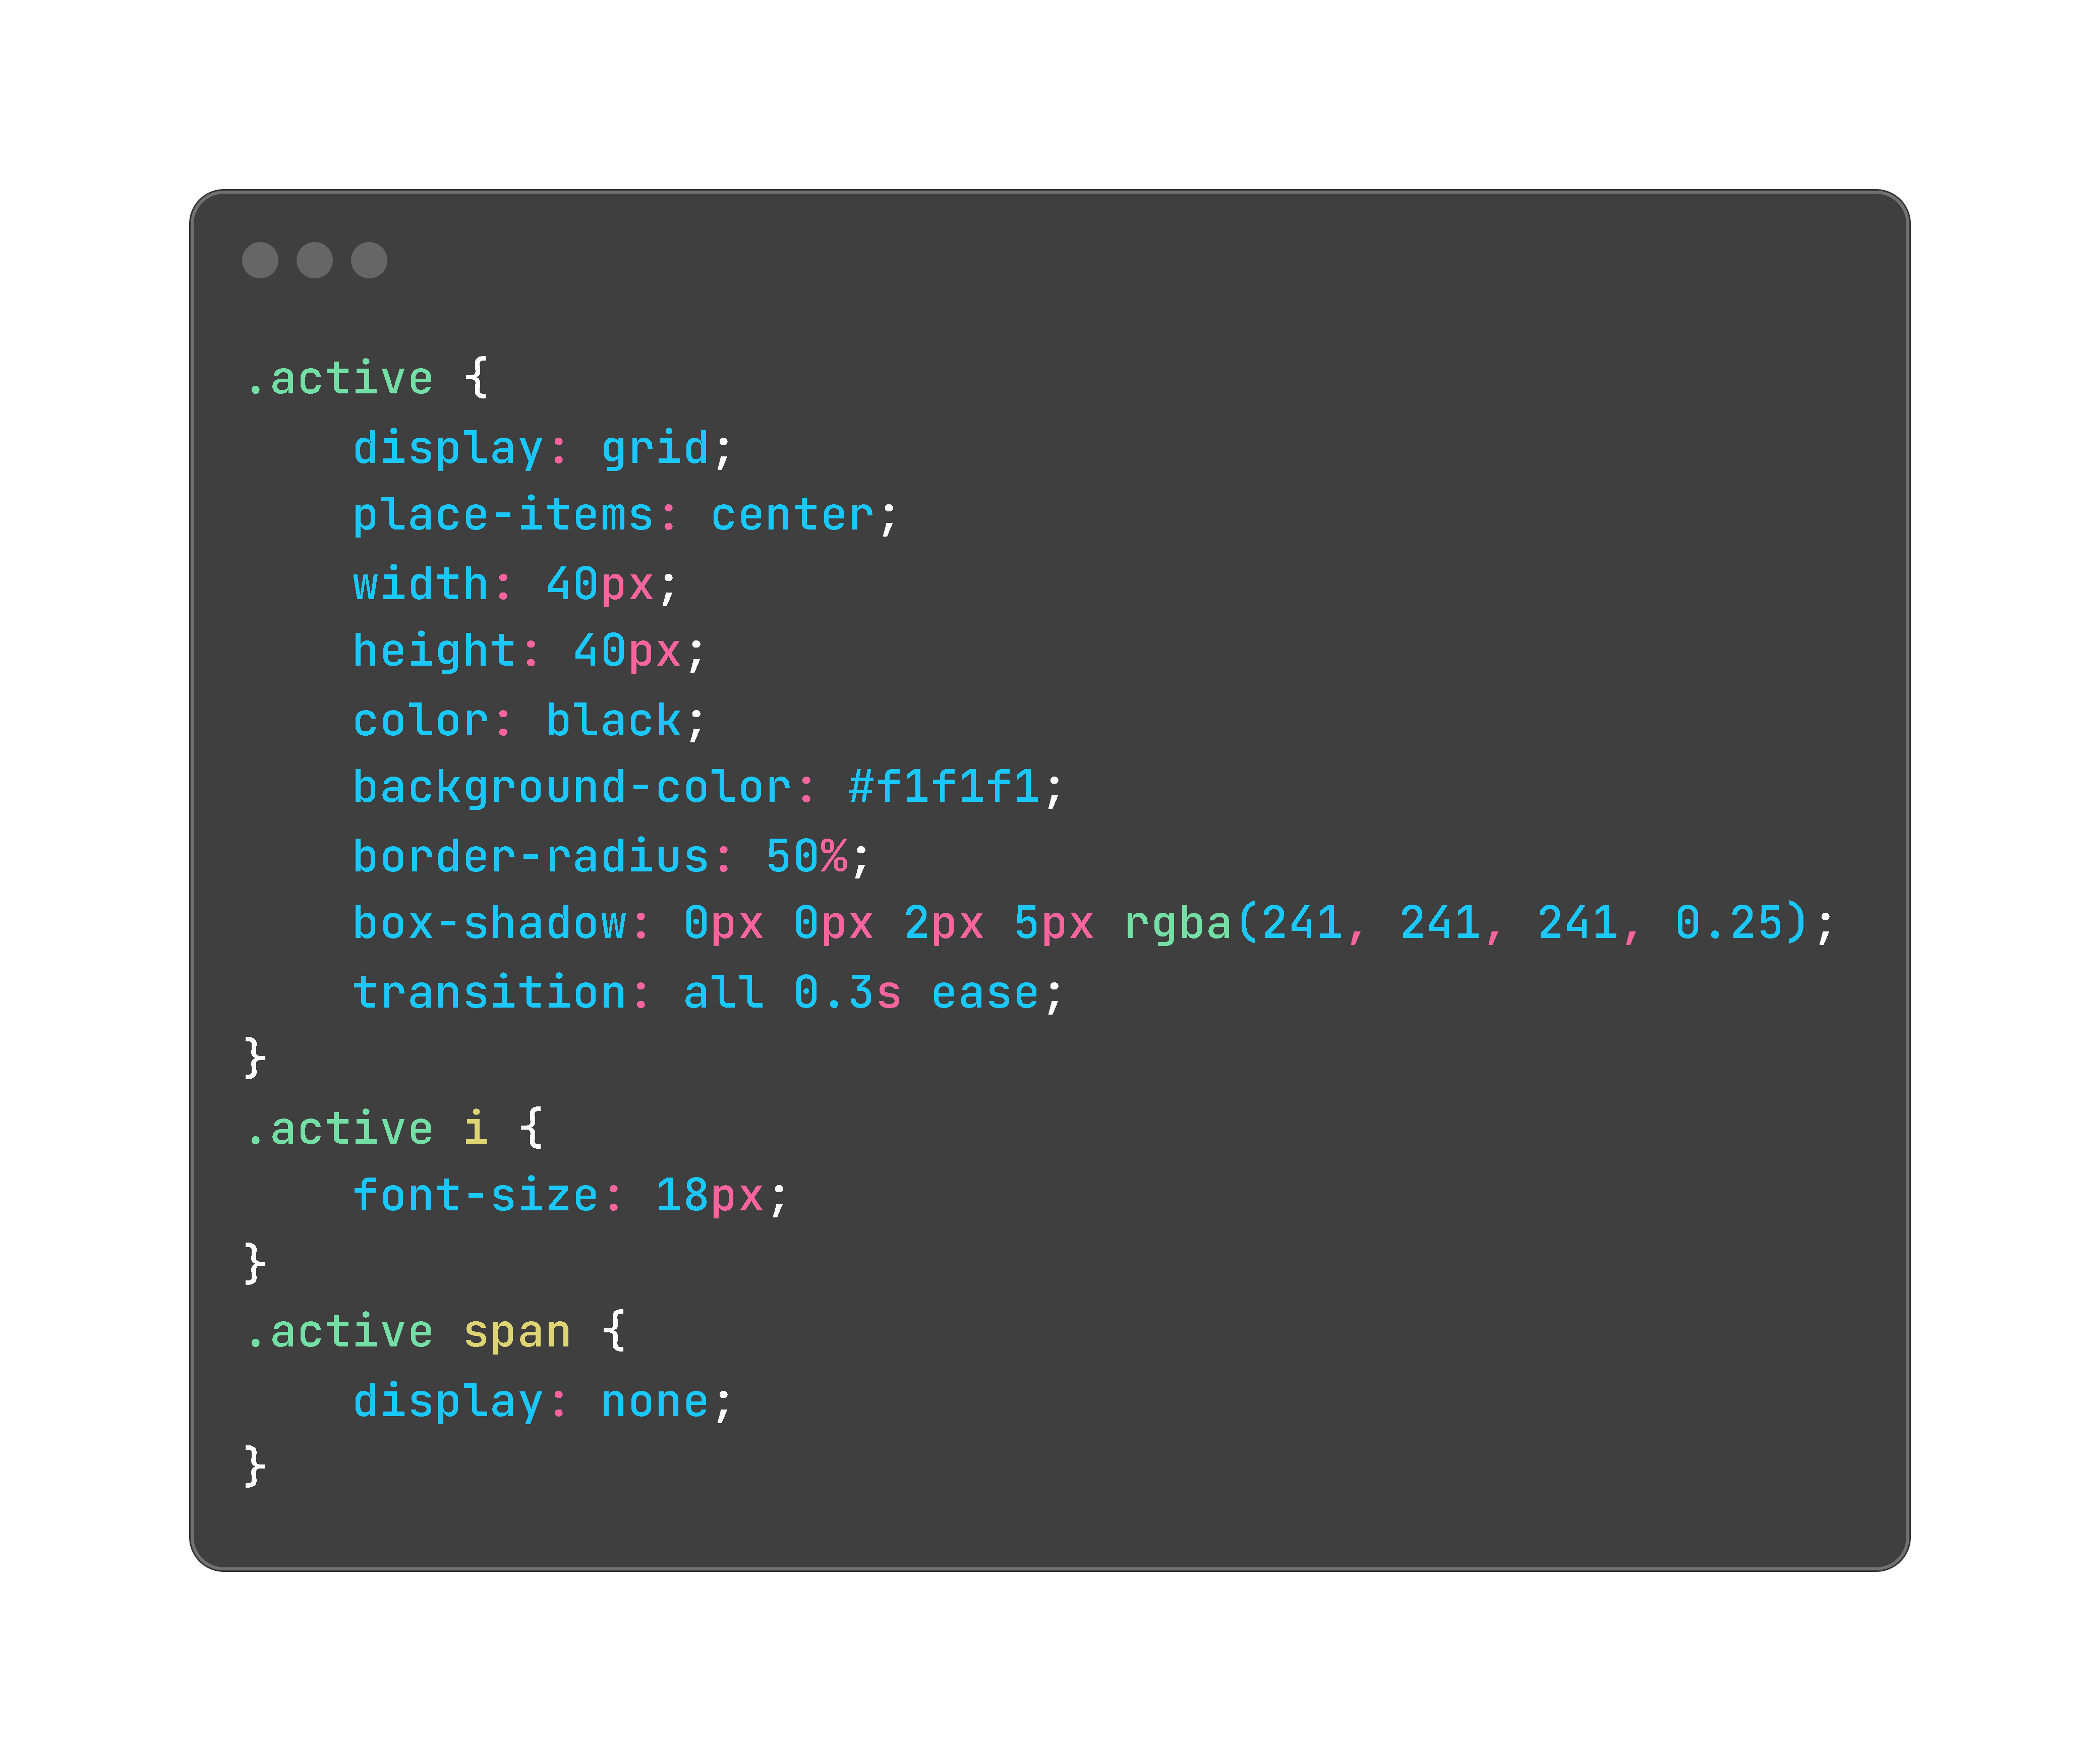 .active {
    display: grid;
    place-items: center;
    width: 40px;
    height: 40px;
    color: black;
    background-color: #f1f1f1;
    border-radius: 50%;
    box-shadow: 0px 0px 2px 5px rgba(241, 241, 241, 0.25);
    transition: all 0.3s ease;
}
.active i {
    font-size: 18px;
}
.active span {
    display: none;
}